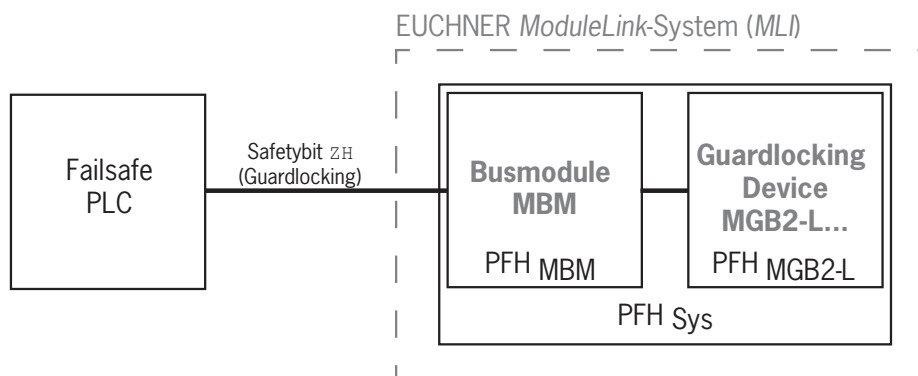 EUCHNER ModuleLink-System (MLI)
Failsafe
PLC
Safetybit ZH
(Guardlocking)
Busmodule
MBM
PFH MBM
Guardlocking
Device
MGB2-L...
PFH MGB2-L
PFH Sys